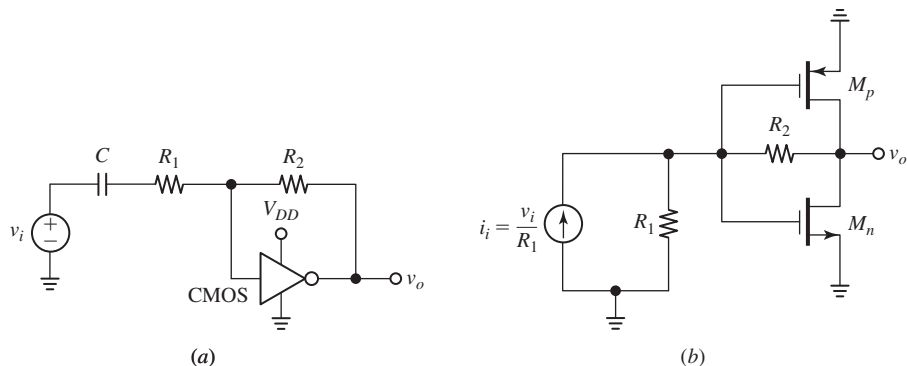 C
R1
R2
VDD
vi
+
−
CMOS
vo
(a)
Mp
R2
vo
ii = vi/R1
R1
Mn
(b)